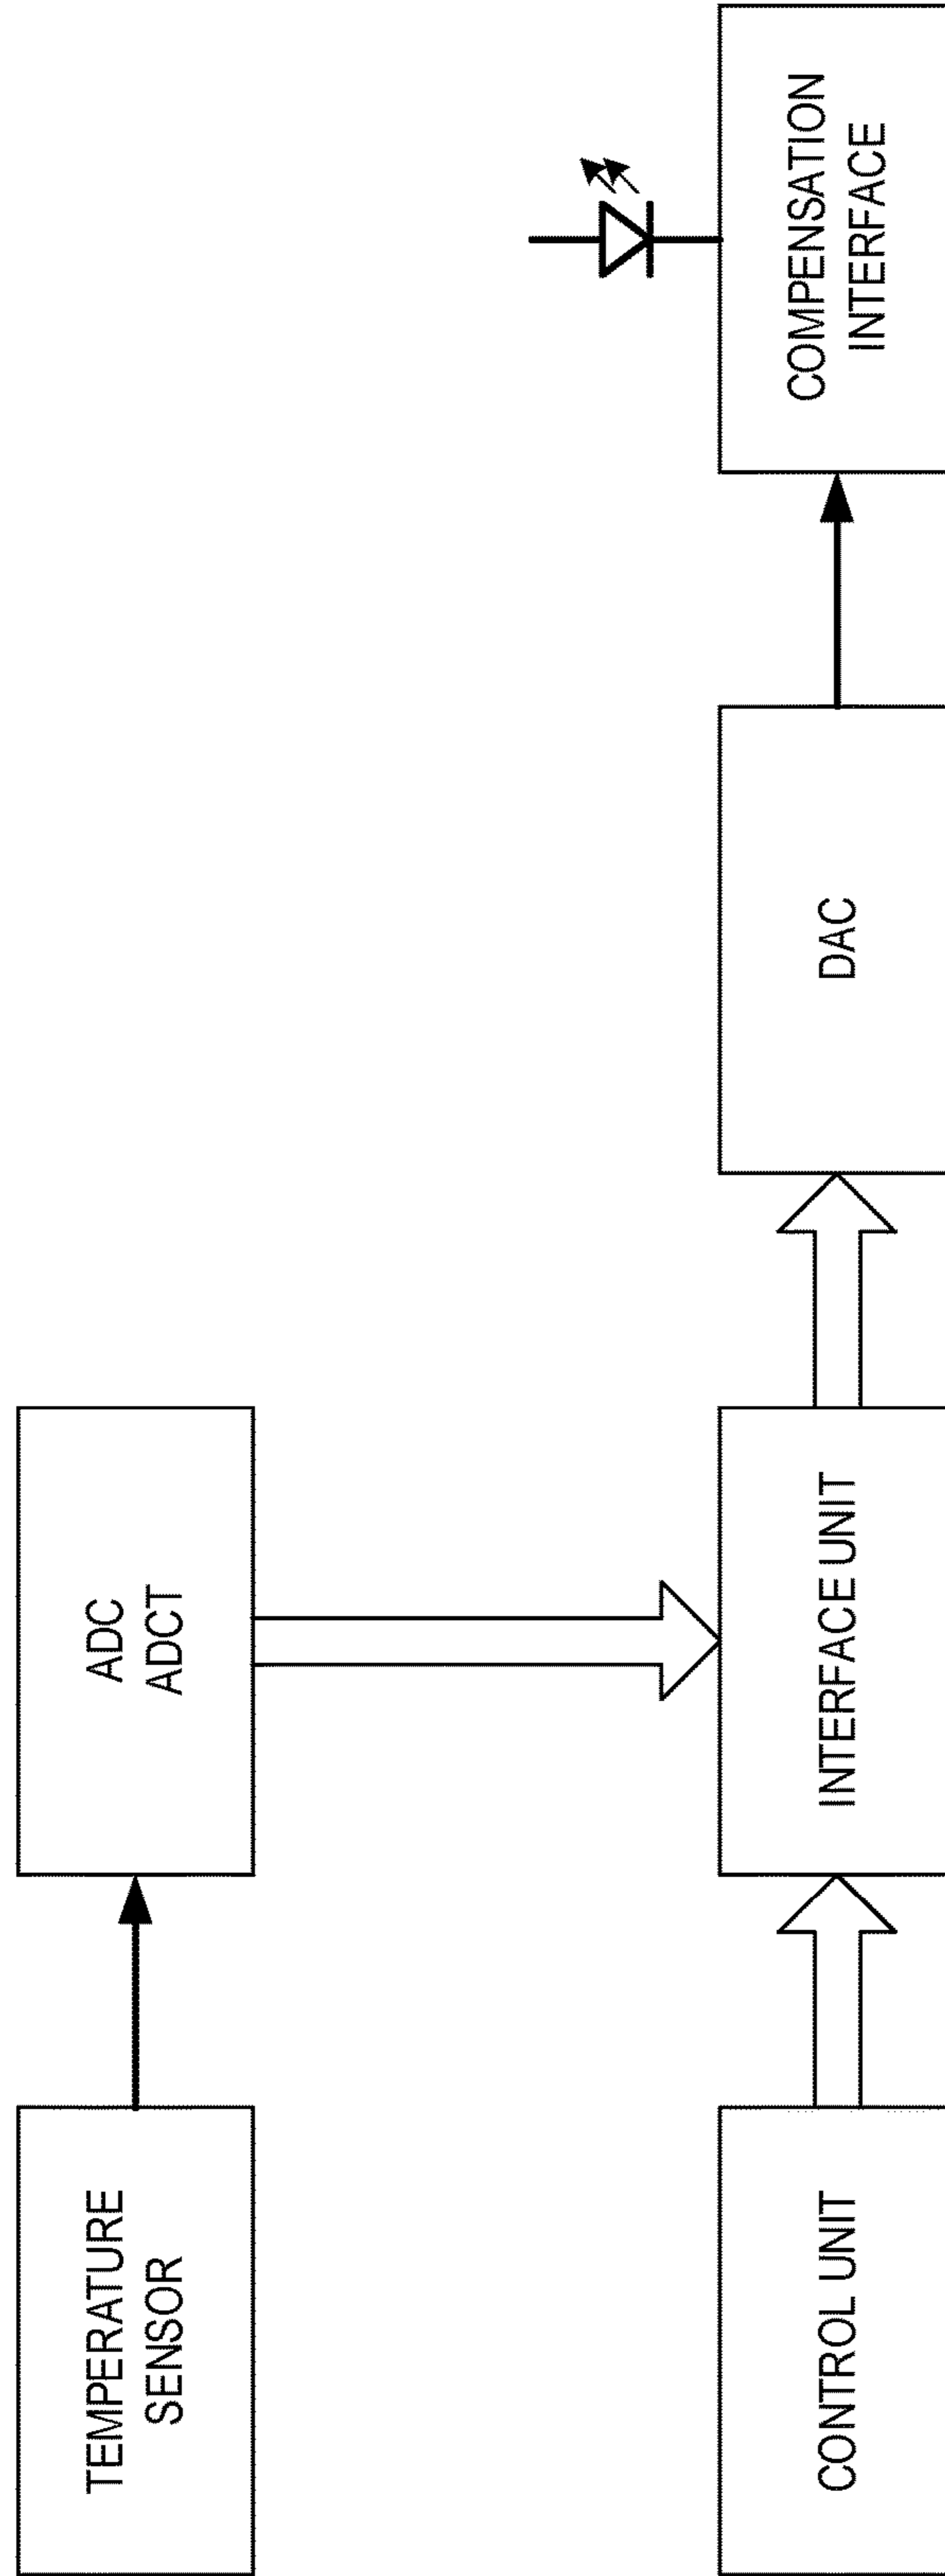 TEMPERATURE
SENSOR
ADC
ADCT
CONTROL UNIT
INTERFACE UNIT
DAC
COMPENSATION
INTERFACE